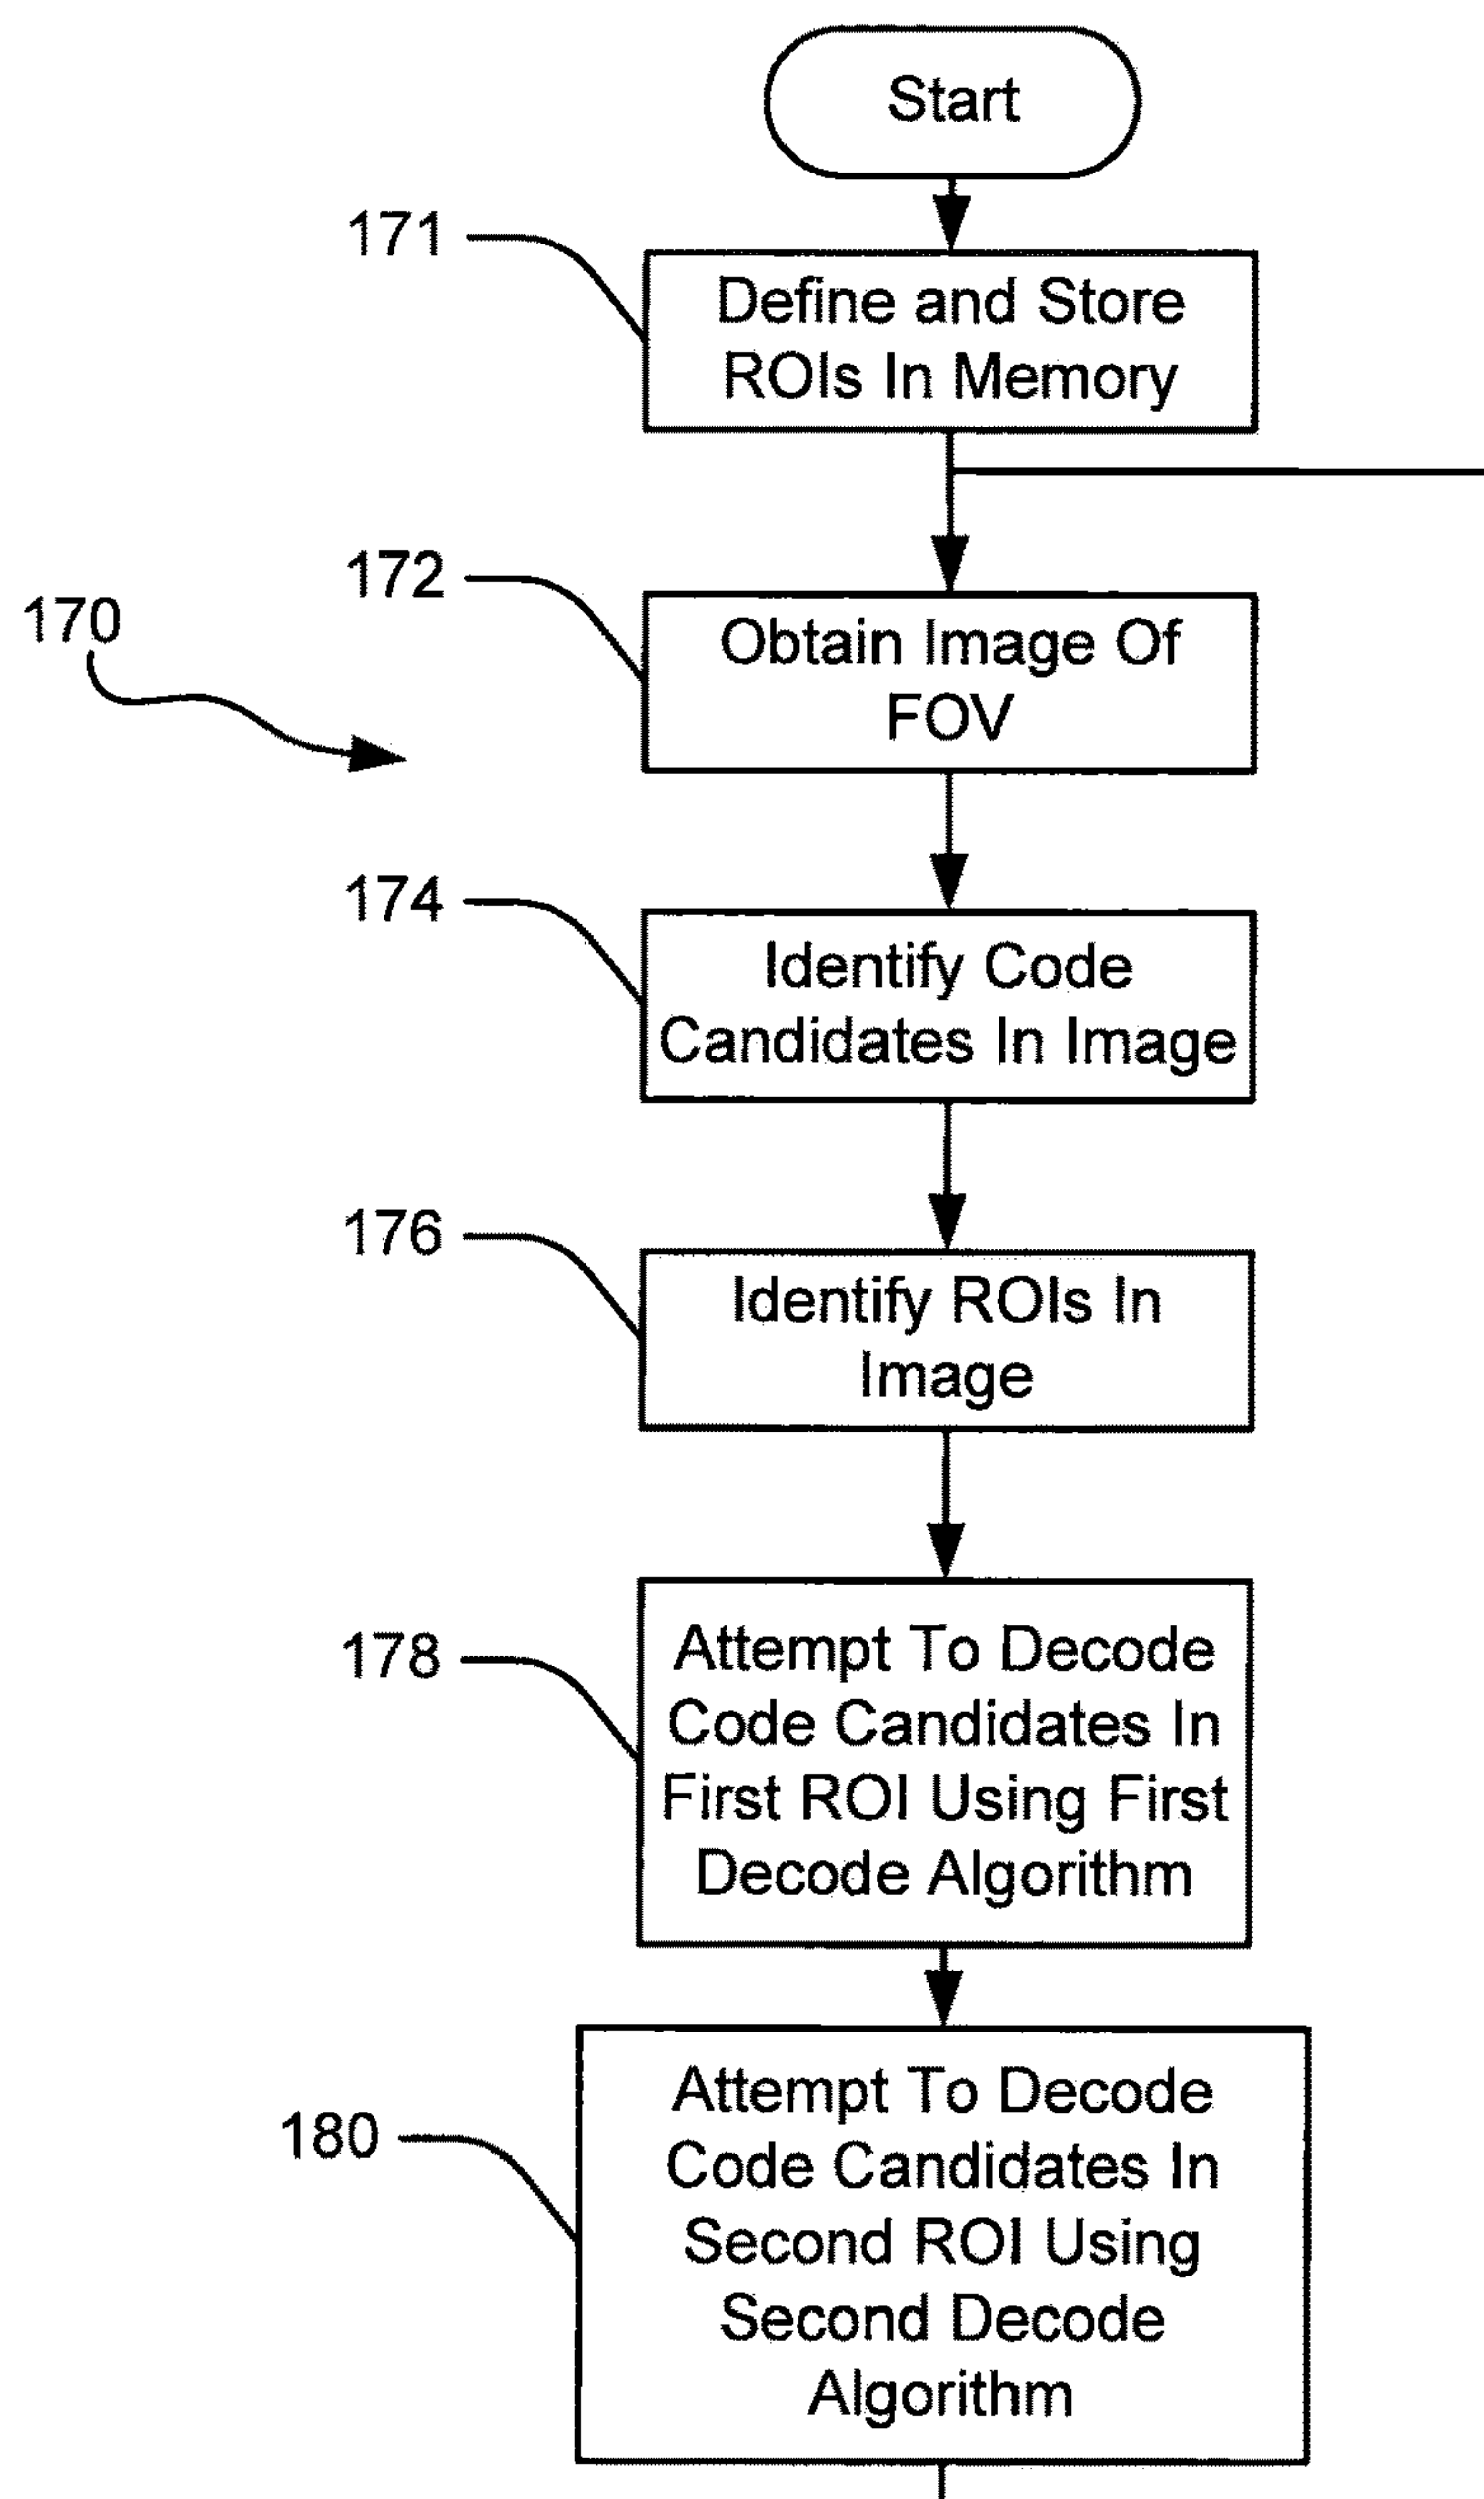 Start
171
Define and Store
ROIs In Memory
172
170
Obtain Image Of
FOV
174
Identify Code
Candidates In Image
176
Identify ROIs In
Image
178
Attempt To Decode
Code Candidates In
First ROI Using First
Decode Algorithm
180
Attempt To Decode
Code Candidates In
Second ROI Using
Second Decode
Algorithm